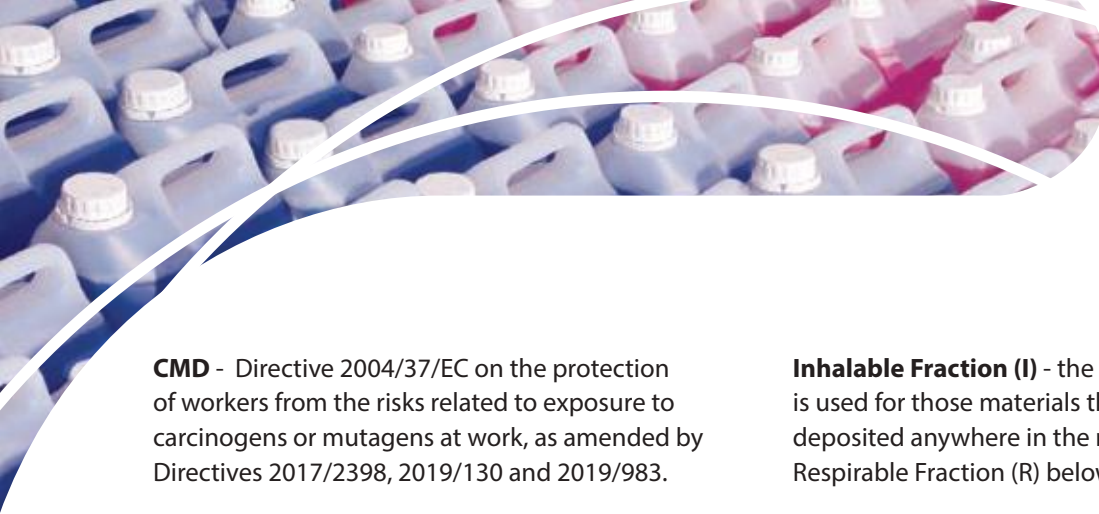 CMD - Directive 2004/37/EC on the protection
of workers from the risks related to exposure to
carcinogens or mutagens at work, as amended by
Directives 2017/2398, 2019/130 and 2019/983.
Inhalable Fraction (I) - the
is used for those materials
deposited anywhere in the
Respirable Fraction (R)